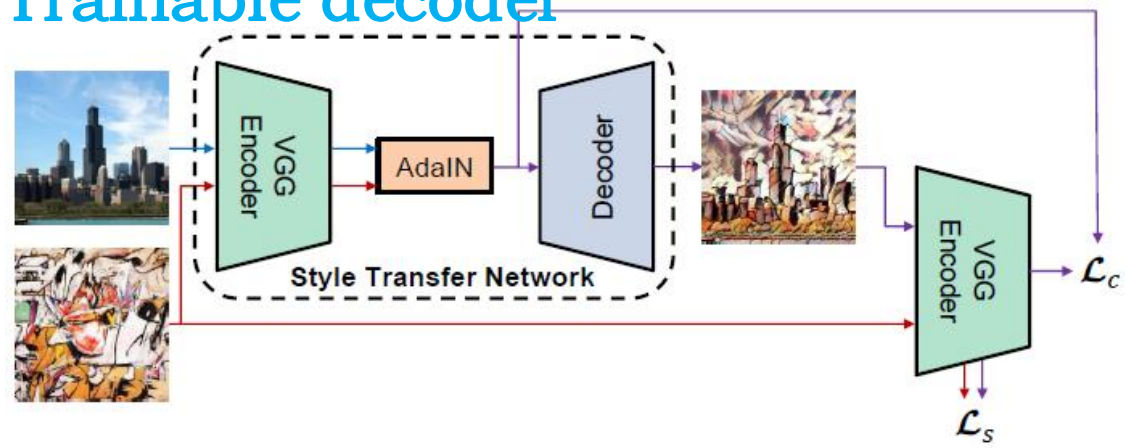 Trainable decoder
VGG
Encoder
AdaIN
Decoder
Style Transfer Network
VGG
Encoder
ℒc
ℒs